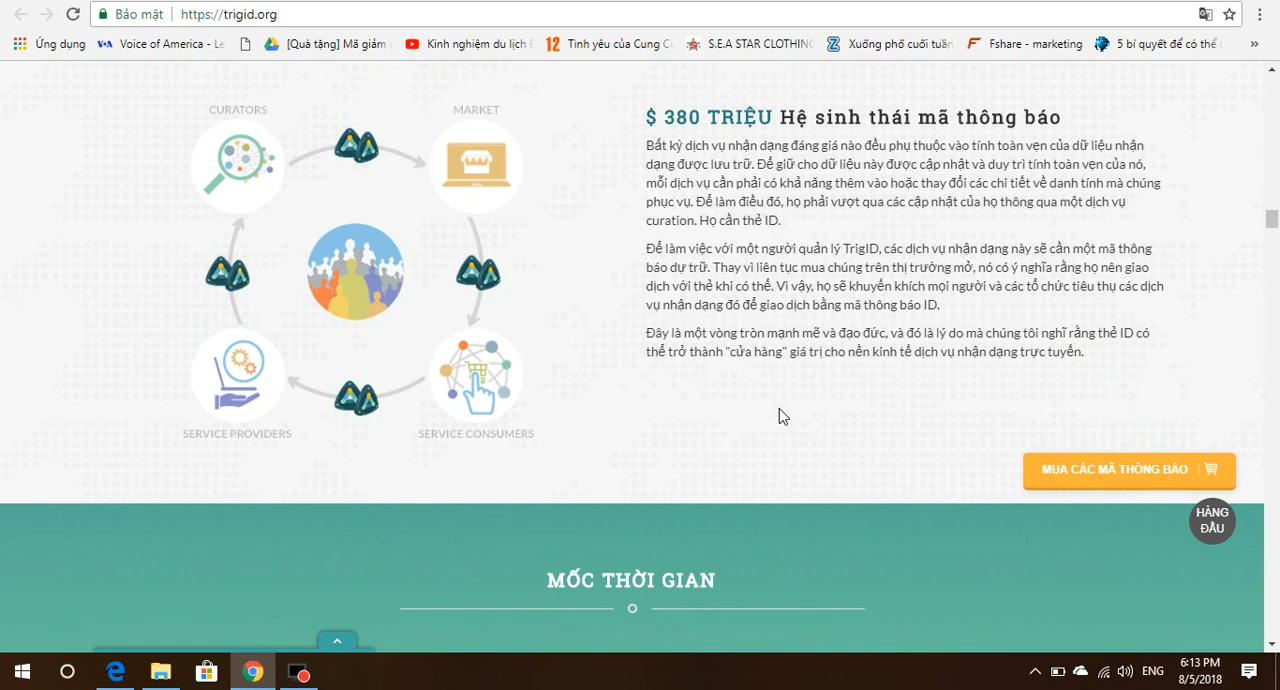 Bảo mật
https://trigid.org
Ứng dụng
Voice of America - Le
[Quà tặng] Mã giảm
Kinh nghiệm du lịch B
12 Tình yêu của Cung C
S.E.A STAR CLOTHING
Xuống phố cuối tuần
Fshare - marketing
5 bí quyết để có thể
»
CURATORS
MARKET
SERVICE PROVIDERS
SERVICE CONSUMERS
$ 380 TRIỆU Hệ sinh thái mã thông báo
Bất kỳ dịch vụ nhận dạng đáng giá nào đều phụ thuộc vào tính toàn vẹn của dữ liệu nhận
dạng được lưu trữ. Để giữ cho dữ liệu này được cập nhật và duy trì tính toàn vẹn của nó,
mỗi dịch vụ cần phải có khả năng thêm vào hoặc thay đổi các chi tiết về danh tính mà chúng
phục vụ. Để làm điều đó, họ phải vượt qua các cập nhật của họ thông qua một dịch vụ
curation. Họ cần thẻ ID.
Để làm việc với một người quản lý TrigID, các dịch vụ nhận dạng này sẽ cần một mã thông
báo dự trữ. Thay vì liên tục mua chúng trên thị trường mở, nó có ý nghĩa rằng họ nên giao
dịch với thẻ khi có thể. Vì vậy, họ sẽ khuyến khích mọi người và các tổ chức tiêu thụ các dịch
vụ nhận dạng đó để giao dịch bằng mã thông báo ID.
Đây là một vòng tròn mạnh mẽ và đạo đức, và đó là lý do mà chúng tôi nghĩ rằng thẻ ID có
thể trở thành "cửa hàng" giá trị cho nền kinh tế dịch vụ nhận dạng trực tuyến.
MUA CÁC MÃ THÔNG BÁO
HÀNG
ĐẦU
MỐC THỜI GIAN
ENG
6:13 PM
8/5/2018